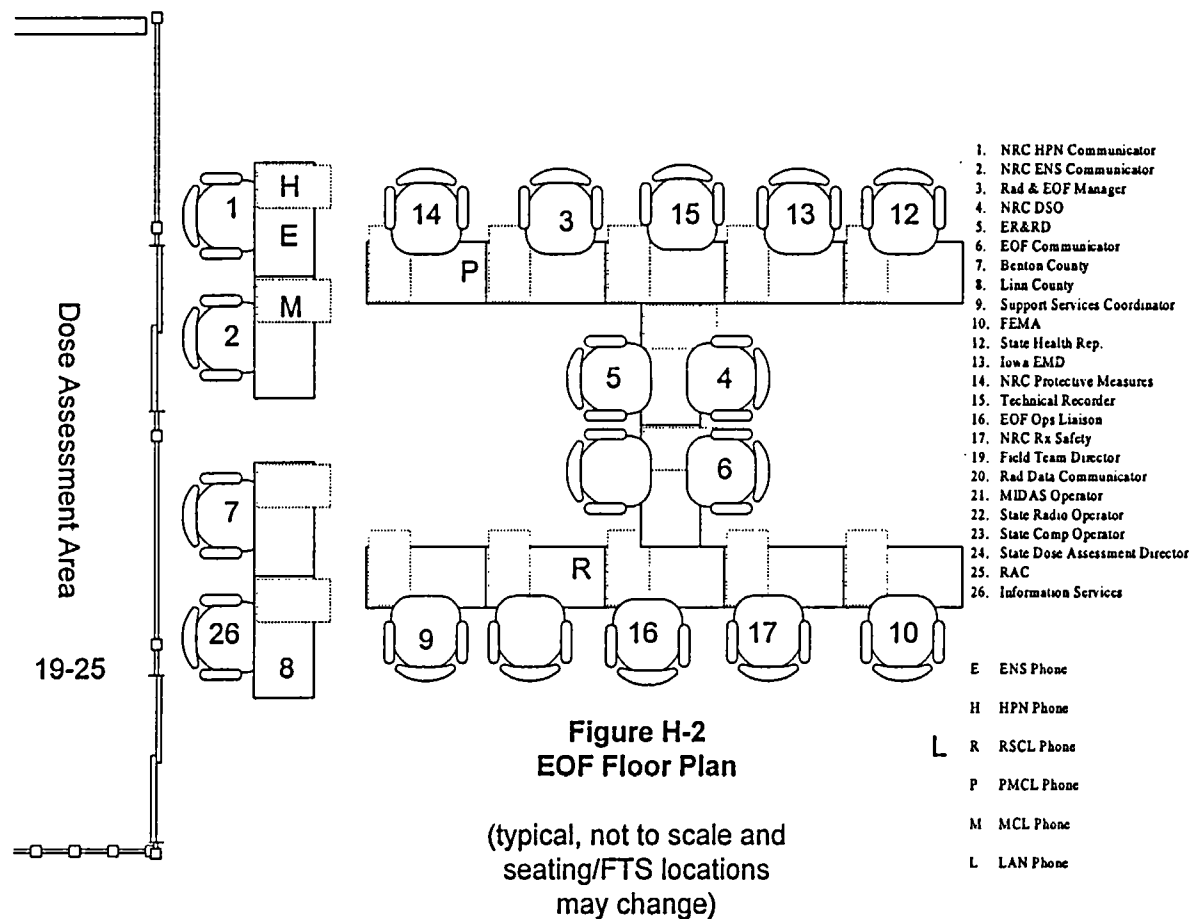 H
1
E
14
3
15
13
12
P
M
2
5
4
6
7
26
8
R
9
16
17
10
Dose Assessment Area
19-25
1. NRC HPN Communicator
2. NRC ENS Communicator
3. Rad & EOF Manager
4. NRC DSO
5. ER&RD
6. EOF Communicator
7. Benton County
8. Linn County
9. Support Services Coordinator
10. FEMA
12. State Health Rep.
13. Iowa EMD
14. NRC Protective Measures
15. Technical Recorder
16. EOF Ops Liaison
17. NRC Rx Safety
19. Field Team Director
20. Rad Data Communicator
21. MIDAS Operator
22. State Radio Operator
23. State Comp Operator
24. State Dose Assessment Director
25. RAC
26. Information Services
E ENS Phone
H HPN Phone
L
R RSCL Phone
P PMCL Phone
M MCL Phone
L LAN Phone
Figure H-2
EOF Floor Plan
(typical, not to scale and
seating/FTS locations
may change)